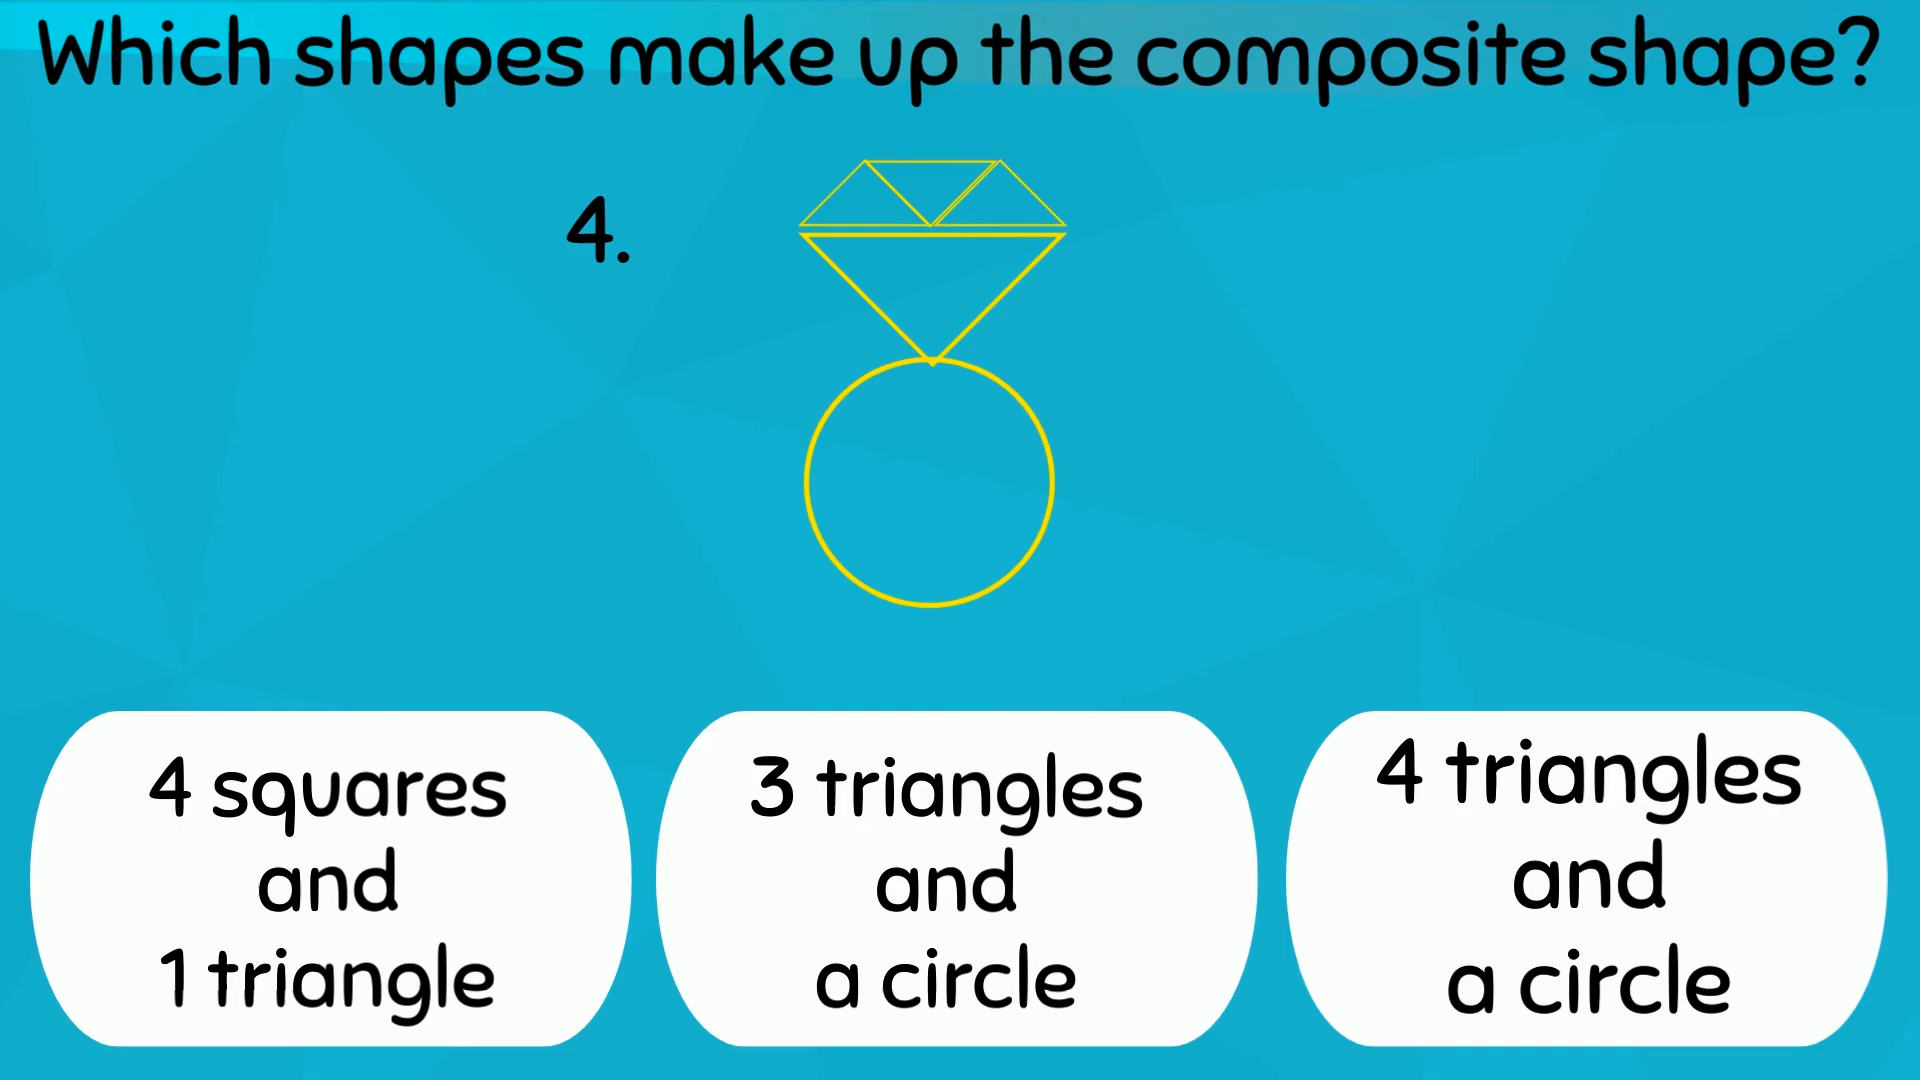 Which shapes make up the composite shape?
4.
4 squares
and
1 triangle
3 triangles
and
a circle
4 triangles
and
a circle